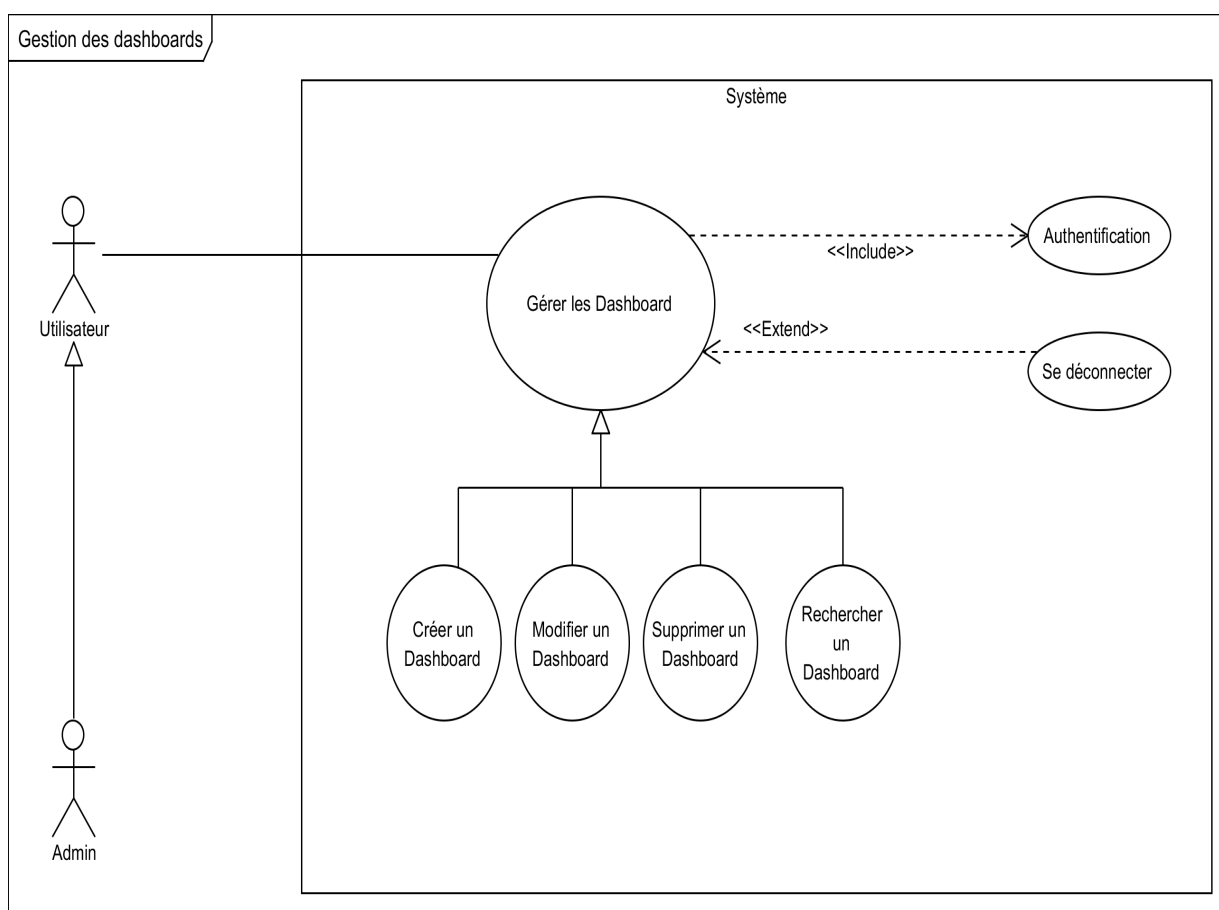 Gestion des dashboards
Système
Utilisateur
Gérer les Dashboard
<<Include>>
Authentification
<<Extend>>
Se déconnecter
Créer un
Dashboard
Modifier un
Dashboard
Supprimer un
Dashboard
Rechercher
un
Dashboard
Admin